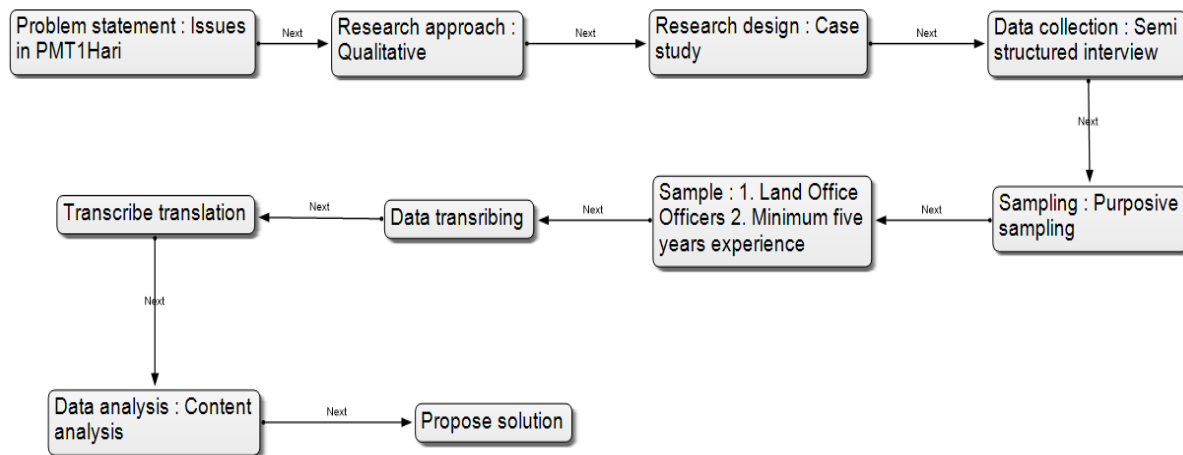 Problem statement : Issues
in PMT1Hari
Next
Research approach :
Qualitative
Next
Research design : Case
study
Next
Data collection : Semi
structured interview
Next
Sampling : Purposive
sampling
Next
Sample : 1. Land Office
Officers 2. Minimum five
years experience
Next
Data transribing
Next
Transcribe translation
Next
Data analysis : Content
analysis
Next
Propose solution